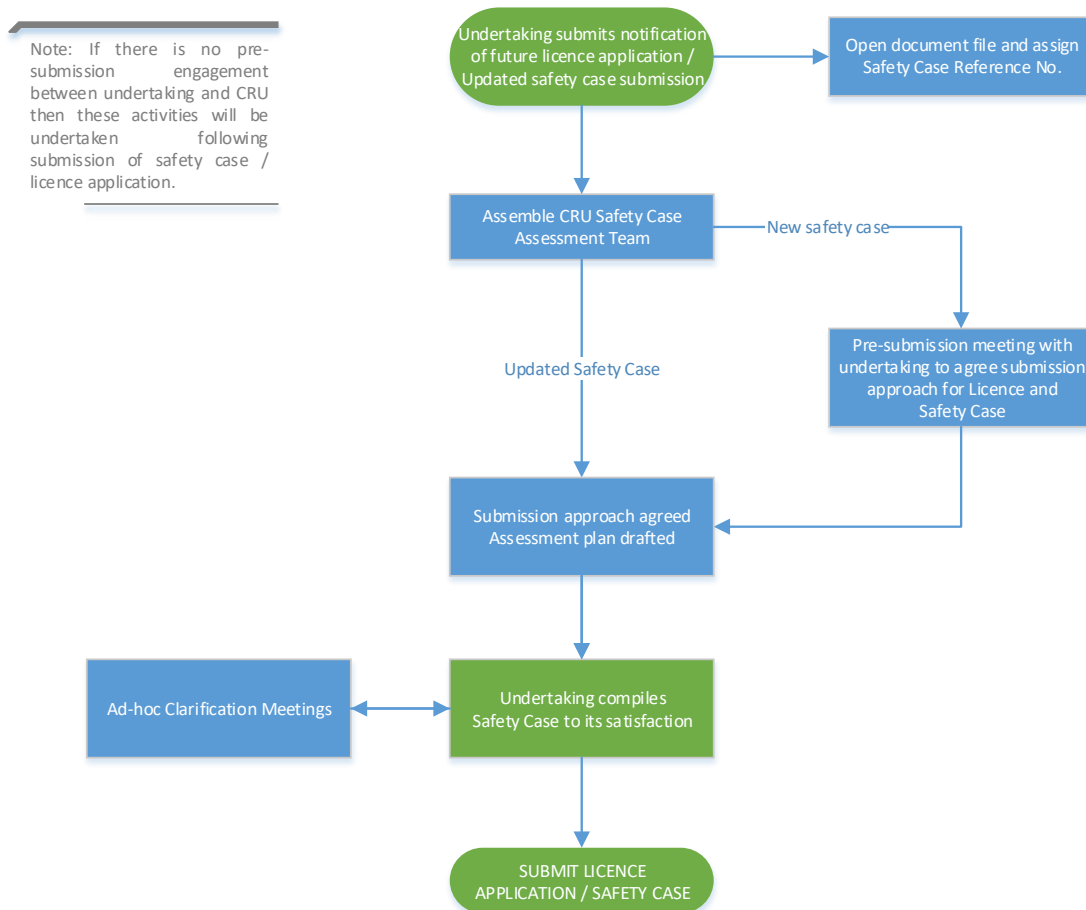 Note: If there is no pre-
submission engagement
between undertaking and CRU
then these activities will be
undertaken following
submission of safety case /
licence application.
Undertaking submits notification
of future licence application /
Updated safety case submission
Open document file and assign
Safety Case Reference No.
Assemble CRU Safety Case
Assessment Team
New safety case
Pre-submission meeting with
undertaking to agree submission
approach for Licence and
Safety Case
Updated Safety Case
Submission approach agreed
Assessment plan drafted
Ad-hoc Clarification Meetings
Undertaking compiles
Safety Case to its satisfaction
SUBMIT LICENCE
APPLICATION / SAFETY CASE